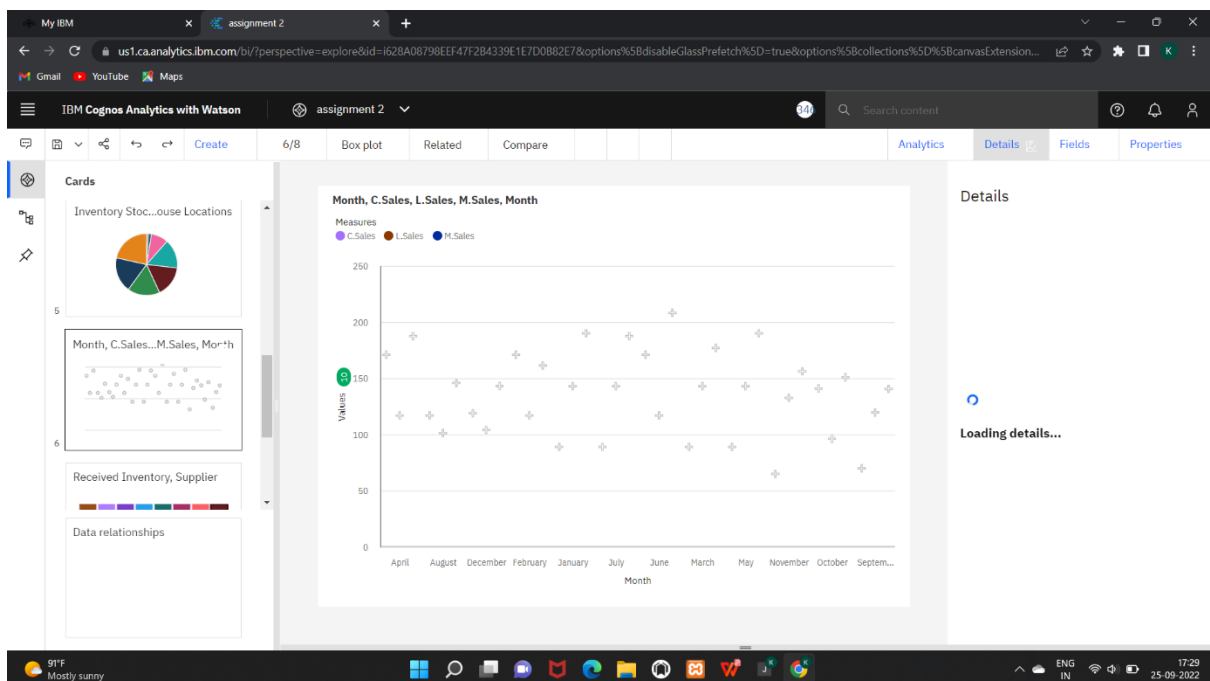 My IBM
assignment 2
us1.ca.analytics.ibm.com/bi/?perspective=explore&id=i628A08798EEF47F2B4339E1E7D0B82E7&options%5BdisableGlassPrefetch%5D=true&options%5Bcollections%5D%5BcanvasExtension...
K
Gmail YouTube Maps
IBM Cognos Analytics with Watson
assignment 2
Search content
Create
6/8
Box plot
Related
Compare
Analytics
Details
Fields
Properties
Cards
Inventory Stoc...ouse Locations
5
Month, C.Sales...M.Sales, Month
6
Received Inventory, Supplier
Data relationships
Month, C.Sales, L.Sales, M.Sales, Month
Measures
C.Sales L.Sales M.Sales
250
200
150
100
50
0
Values
10
April August December February January July June March May November October Septem...
Month
Details
Loading details...
91°F
Mostly sunny
ENG
IN
17:29
25-09-2022